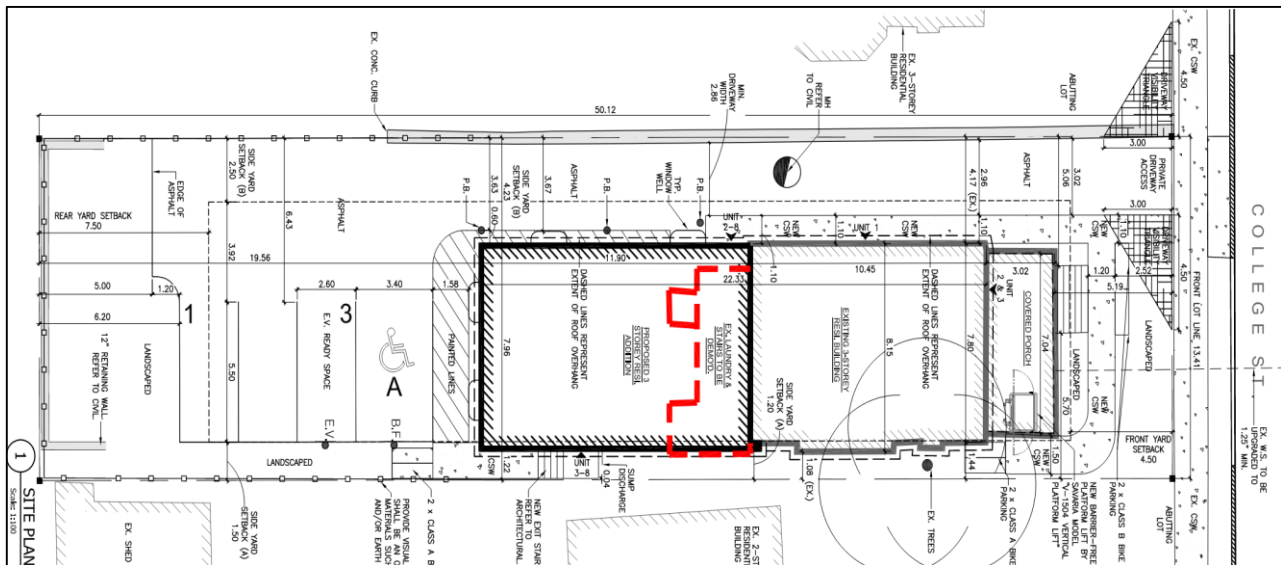 EX. CONC. CURB
50.12
EX. 3-STOREY
RESIDENTIAL
BUILDING
MIN.
DRIVEWAY
WIDTH
2.86
MH
REFER
TO CIVIL
ABUTTING
LOT
DRIVEWAY
VISIBILITY
TRIANGLE
EX. CSW
4.50
3.00
SIDE YARD
SETBACK (B)
2.50
EDGE OF
ASPHALT
REAR YARD SETBACK
7.50
6.43
ASPHALT
P.B.
3.63
0.60
4.23
SIDE YARD
SETBACK (B)
3.67
ASPHALT
P.B.
TYP.
WINDOW
WELL
P.B.
UNIT
2-8
NEW
CSW
1.10
UNIT 1
NEW
CSW
2.96
4.17 (EX.)
1.10
ASPHALT
3.02
5.06
PRIVATE
DRIVEWAY
ACCESS
3.00
1.10
NEW
CSW
DRIVEWAY
VISIBILITY
TRIANGLE
4.50
FRONT LOT LINE 13.41
COLLEGE ST.
3.92
19.56
5.00
1.20
6.20
2.60
3.40
1.58
11.90
22.33
1.10
10.45
3.02
UNIT
2 & 3
1.20
2.52
5.19
1
3
A
12" RETAINING
WALL.
REFER TO CIVIL.
LANDSCAPED
5.50
E.V. READY SPACE
E.V.
B.F
PAINTED LINES
7.96
DASHED LINES REPRESENT
EXTENT OF ROOF OVERHANG
PROPOSED 3
STOREY RESI.
ADDITION
EX. LAUNDRY &
STAIRS TO BE
DEMO'D.
EXISTING 3-STOREY
RESI. BUILDING
8.15
DASHED LINES REPRESENT
EXTENT OF ROOF OVERHANG
7.80
COVERED PORCH
7.04
LANDSCAPED
5.70
NEW
CSW
LANDSCAPED
FRONT YARD
SETBACK
4.50
SIDE YARD
SETBACK (A)
1.20
EX. W.S. TO BE
UPGRADED TO
1.25" MIN.
LANDSCAPED
SIDE YARD
SETBACK (A)
1.50
CSW
1.22
UNIT
3-8
0.04
SUMP
DISCHARGE
1.08 (EX.)
EX. TREES
1.44
NEW
CSW
1.50
2 x CLASS A BIKE
PARKING
NEW BARRIER-FREE
PLATFORM LIFT BY
SAVARIA MODEL
"V-1504 VERTICAL
PLATFORM LIFT"
2 x CLASS B BIKE
PARKING
ABUTTING
LOT
EX. CSW
EX. SHED
PROVIDE VISUAL
SHALL BE AN O
MATERIALS SUCH
AND/OR EARTH
2 x CLASS A B
NEW EXIT STAIR
REFER TO
ARCHITECTURAL.
EX. 2-ST
RESIDENT
BUILDING
1
SITE PLAN
Scale: 1:100